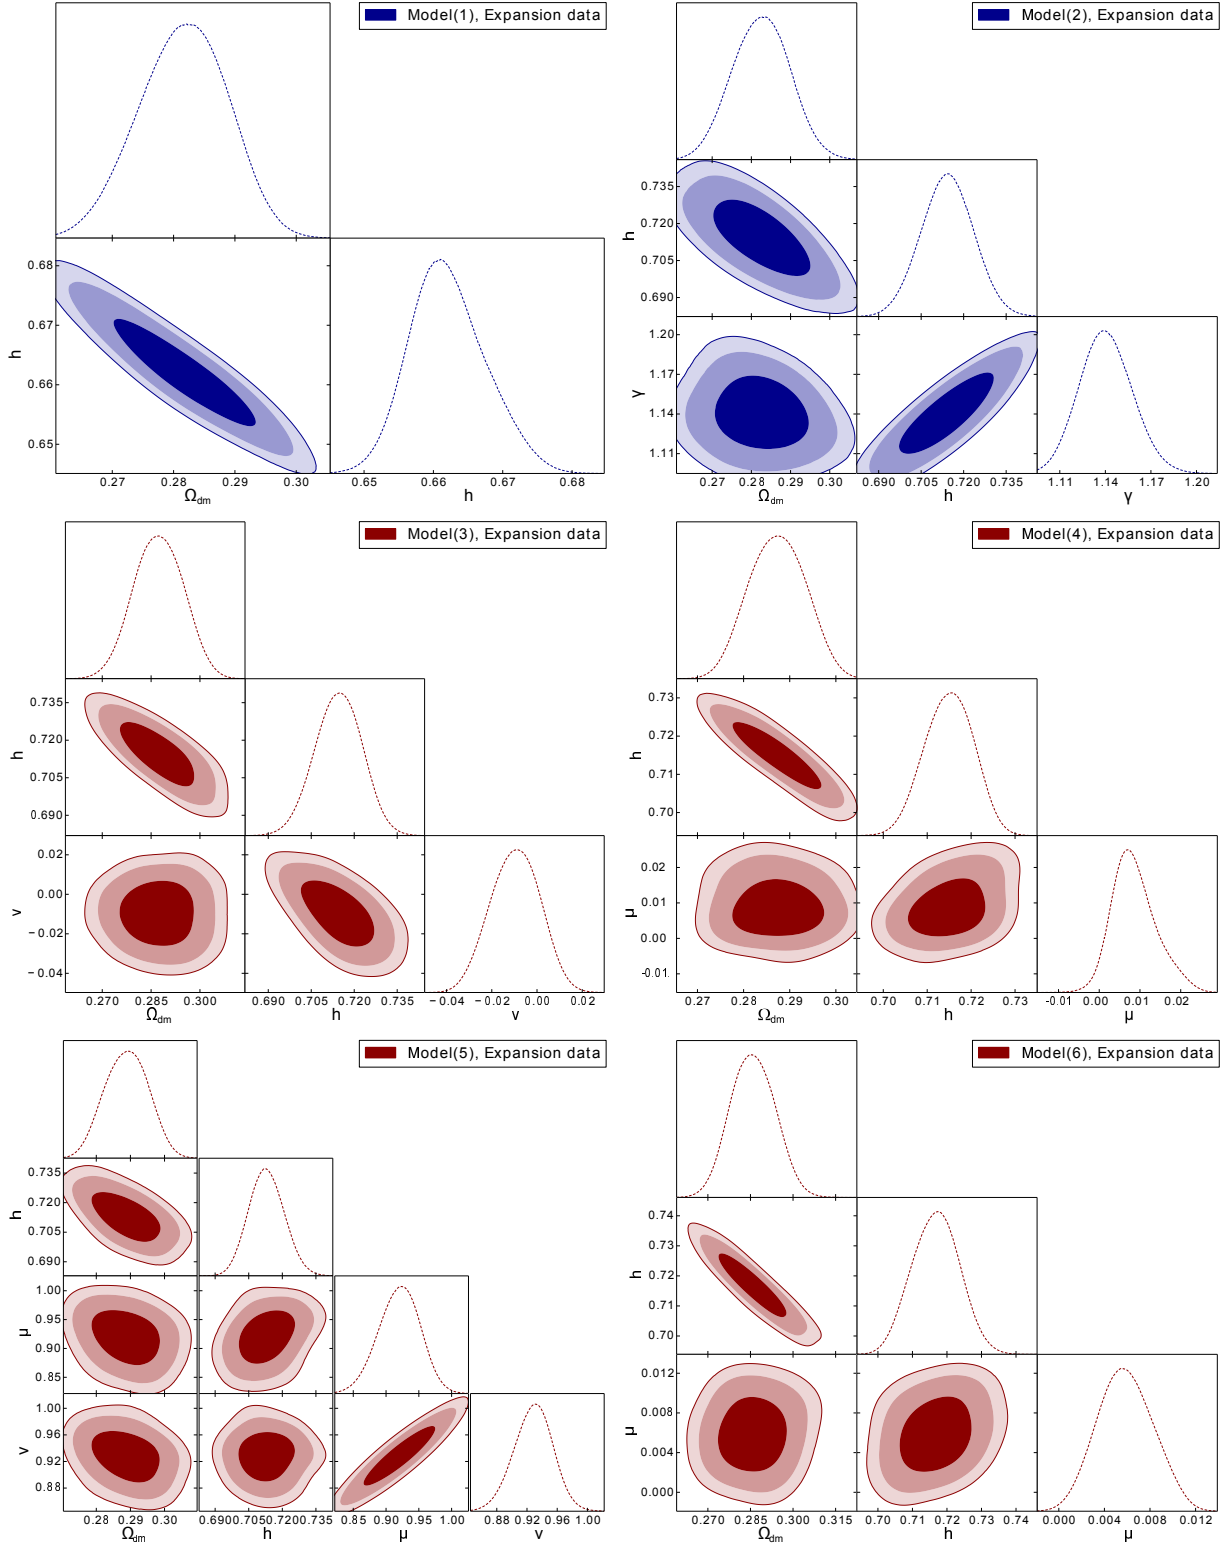 Model(1), Expansion data
h
0.68
0.67
0.66
0.65
0.27 0.28 0.29 0.30
Ωdm
0.65 0.66 0.67 0.68
h
Model(2), Expansion data
h
0.735
0.720
0.705
0.690
γ
1.20
1.17
1.14
1.11
0.27 0.28 0.29 0.30
Ωdm
0.690 0.705 0.720 0.735
h
1.11 1.14 1.17 1.20
γ
Model(3), Expansion data
h
0.735
0.720
0.705
0.690
ν
0.02
0.00
−0.02
−0.04
0.270 0.285 0.300
Ωdm
0.690 0.705 0.720 0.735
h
−0.04 −0.02 0.00 0.02
ν
Model(4), Expansion data
h
0.73
0.72
0.71
0.70
μ
0.02
0.01
0.00
-0.01
0.27 0.28 0.29 0.30
Ωdm
0.70 0.71 0.72 0.73
h
-0.01 0.00 0.01 0.02
μ
Model(5), Expansion data
h
0.735
0.720
0.705
0.690
μ
1.00
0.95
0.90
0.85
ν
1.00
0.96
0.92
0.88
0.28 0.29 0.30
Ωdm
0.690 0.705 0.720 0.735
h
0.85 0.90 0.95 1.00
μ
0.88 0.92 0.96 1.00
ν
Model(6), Expansion data
h
0.74
0.73
0.72
0.71
0.70
μ
0.012
0.008
0.004
0.000
0.270 0.285 0.300 0.315
Ωdm
0.70 0.71 0.72 0.73 0.74
h
0.000 0.004 0.008 0.012
μ